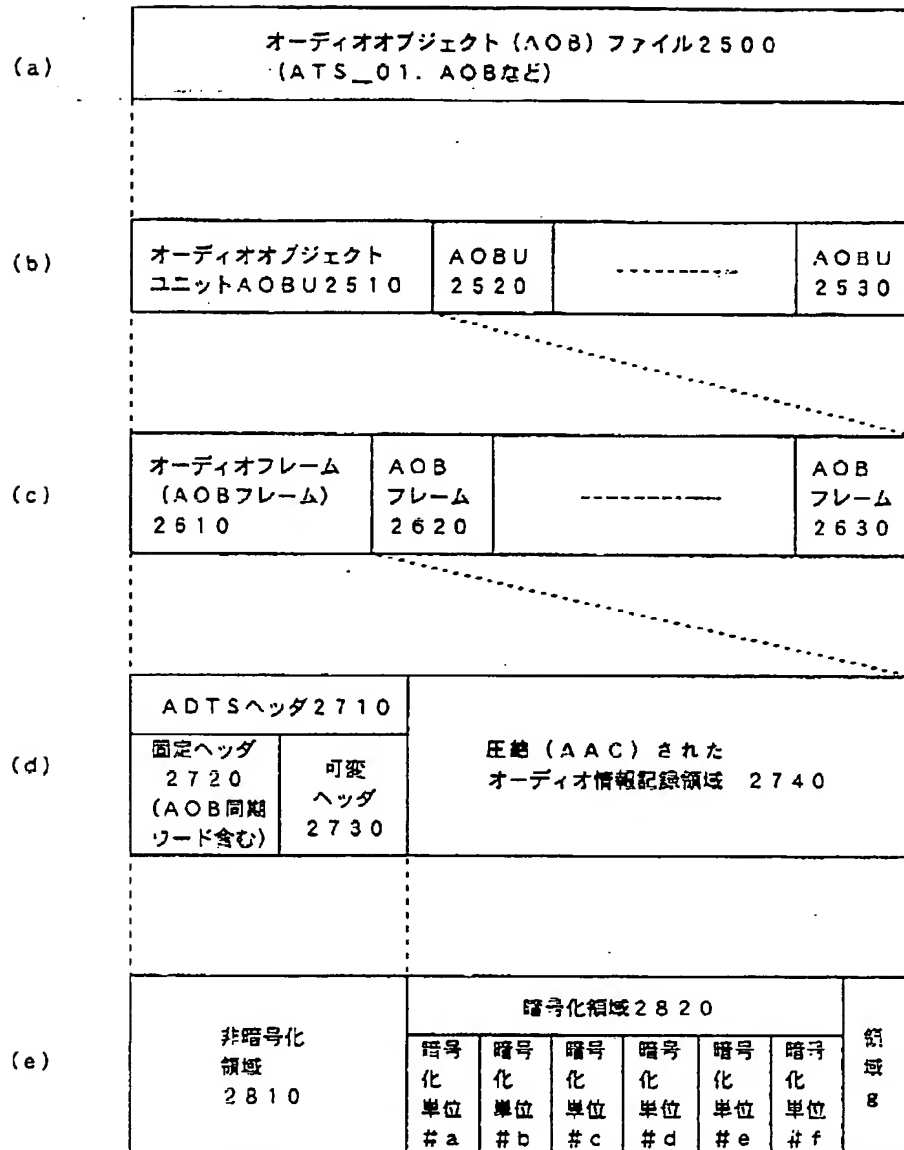 (a)
オーディオオブジェクト(AOB)ファイル2500
(ATS_01. AOBなど)
(b)
オーディオオブジェクト
ユニットAOBU2510
AOBU
2520
AOBU
2530
(c)
オーディオフレーム
(AOBフレーム)
2610
AOB
フレーム
2620
AOB
フレーム
2630
(d)
ADTSヘッダ2710
固定ヘッダ
2720
(AOB同期
ワード含む)
可変
ヘッダ
2730
圧縮(AAC)された
オーディオ情報記録領域 2740
(e)
非暗号化
領域
2810
暗号化領域2820
暗号
化
単位
#a
暗号
化
単位
#b
暗号
化
単位
#c
暗号
化
単位
#d
暗号
化
単位
#e
暗号
化
単位
#f
領
域
g